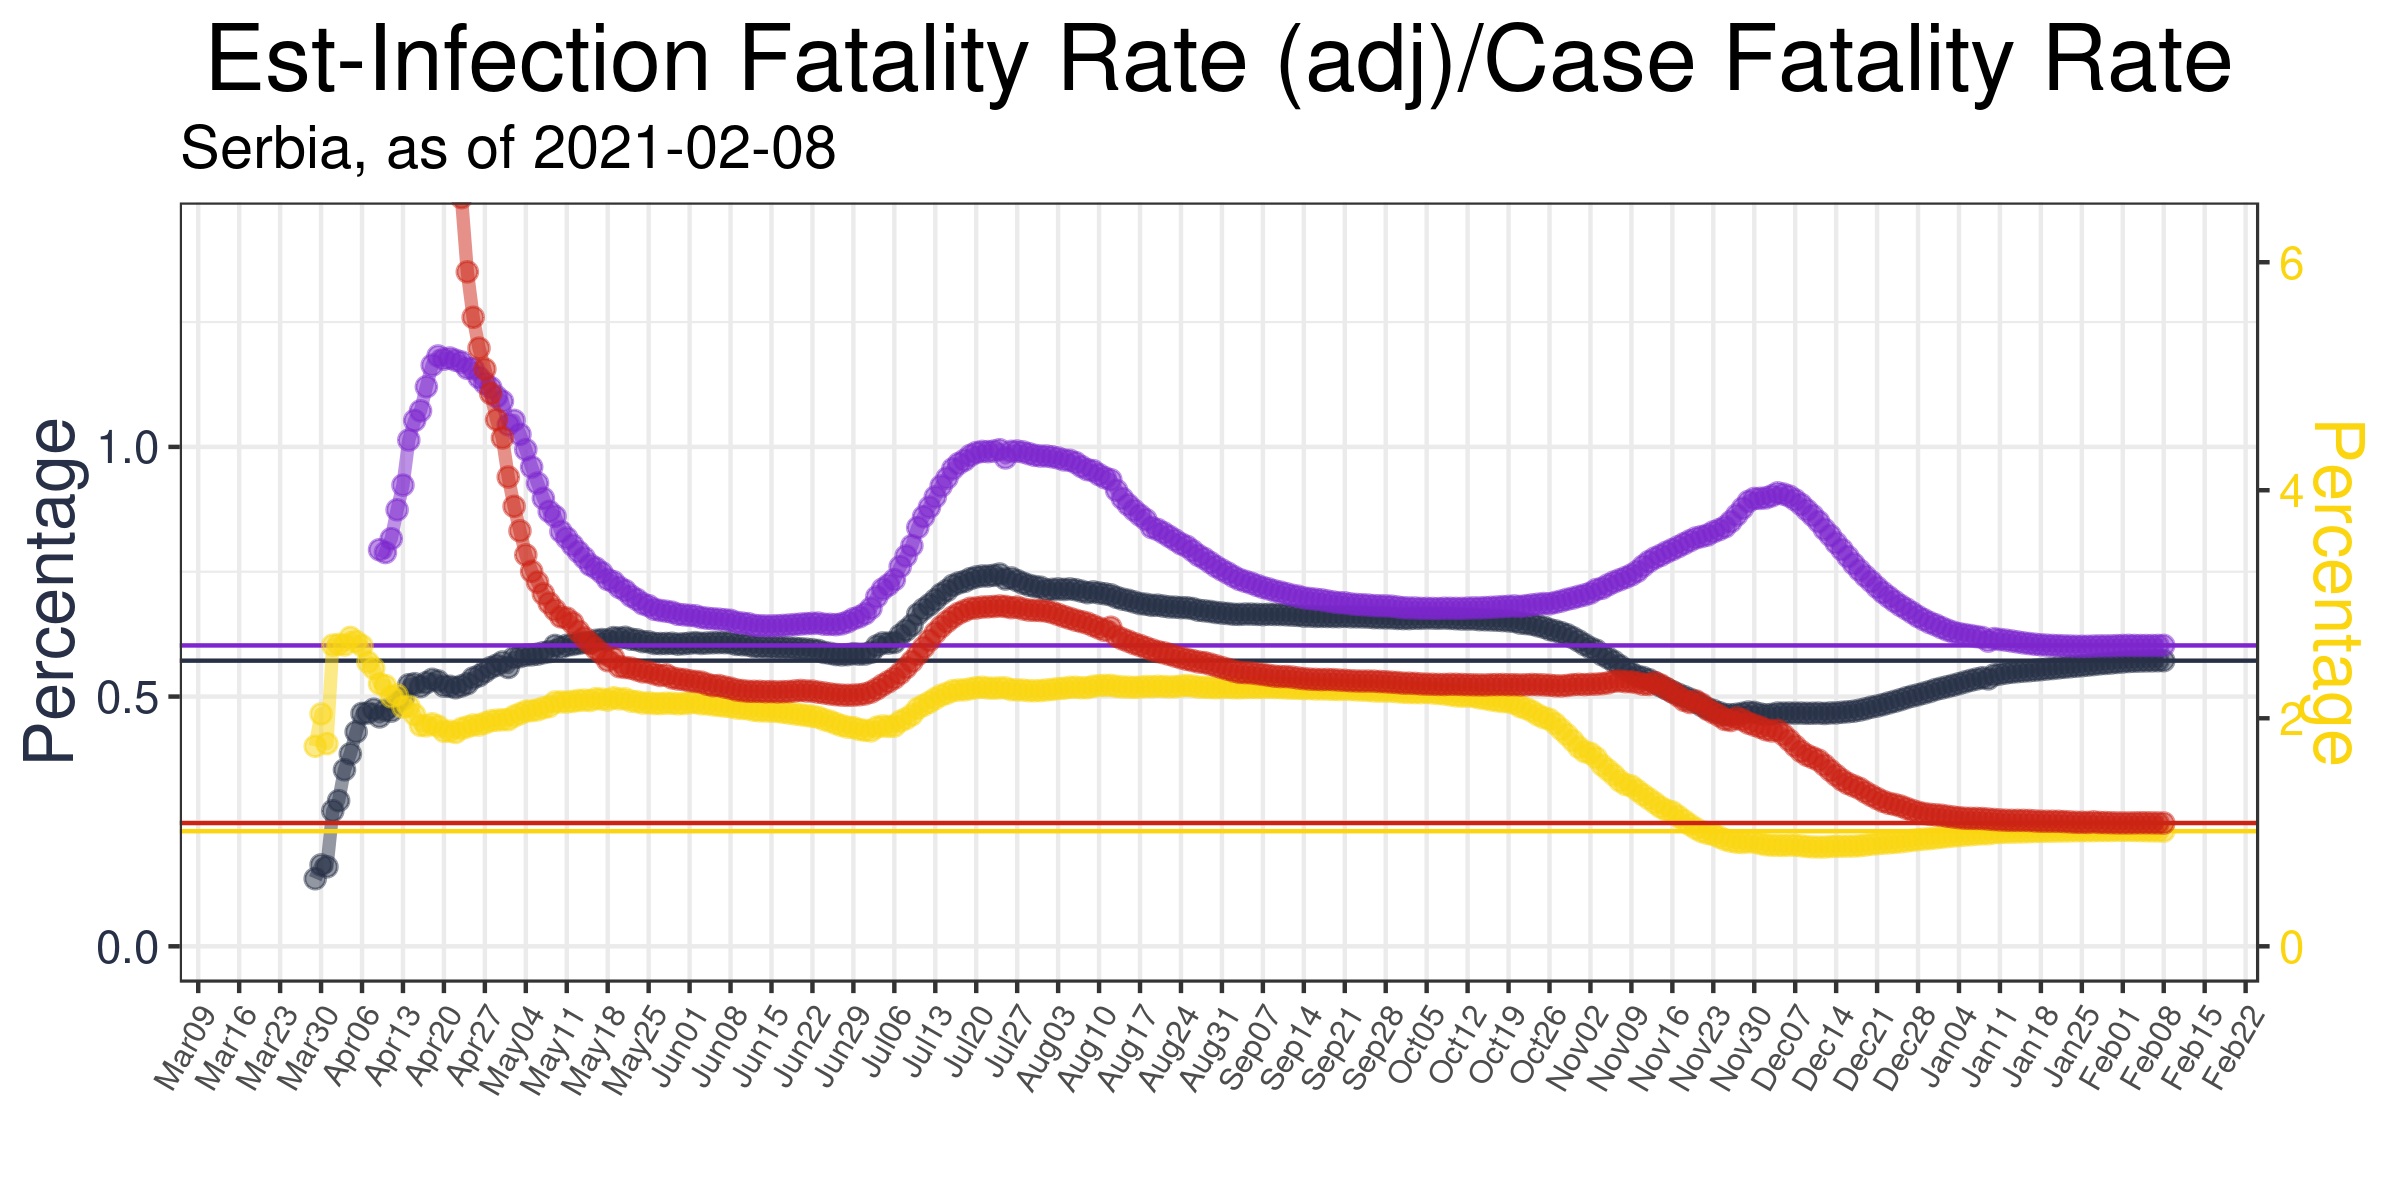 Est-Infection Fatality Rate (adj)/Case Fatality Rate
Serbia, as of 2021-02-08
Percentage
1.0
0.5
0.0
6
4
2
0
Percentage
Mar09
Mar16
Mar23
Mar30
Apr06
Apr13
Apr20
Apr27
May04
May11
May18
May25
Jun01
Jun08
Jun15
Jun22
Jun29
Jul06
Jul13
Jul20
Jul27
Aug03
Aug10
Aug17
Aug24
Aug31
Sep07
Sep14
Sep21
Sep28
Oct05
Oct12
Oct19
Oct26
Nov02
Nov09
Nov16
Nov23
Nov30
Dec07
Dec14
Dec21
Dec28
Jan04
Jan11
Jan18
Jan25
Feb01
Feb08
Feb15
Feb22